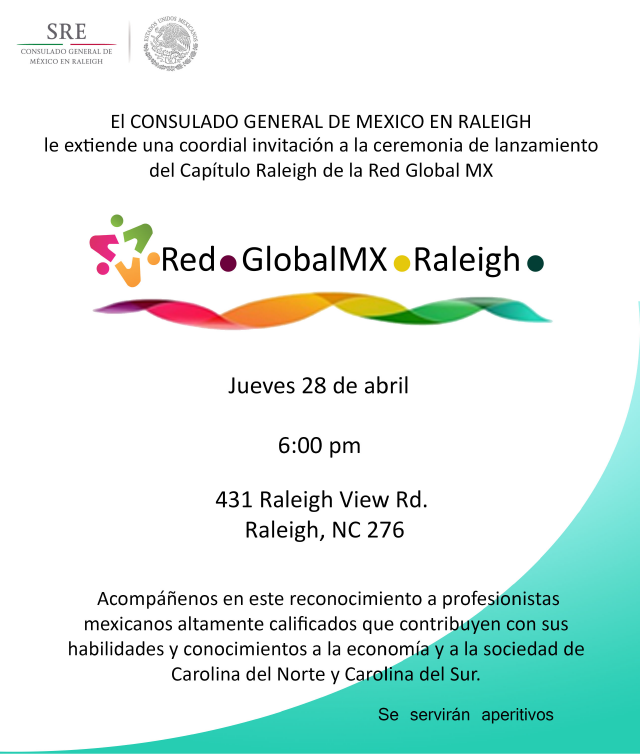 SRE
CONSULADO GENERAL DE
MÉXICO EN RALEIGH
ESTADOS UNIDOS MEXICANOS
El CONSULADO GENERAL DE MEXICO EN RALEIGH
le extiende una coordial invitación a la ceremonia de lanzamiento
del Capítulo Raleigh de la Red Global MX
Red GlobalMX Raleigh
Jueves 28 de abril
6:00 pm
431 Raleigh View Rd.
Raleigh, NC 276
Acompáñenos en este reconocimiento a profesionistas
mexicanos altamente calificados que contribuyen con sus
habilidades y conocimientos a la economía y a la sociedad de
Carolina del Norte y Carolina del Sur.
Se servirán aperitivos